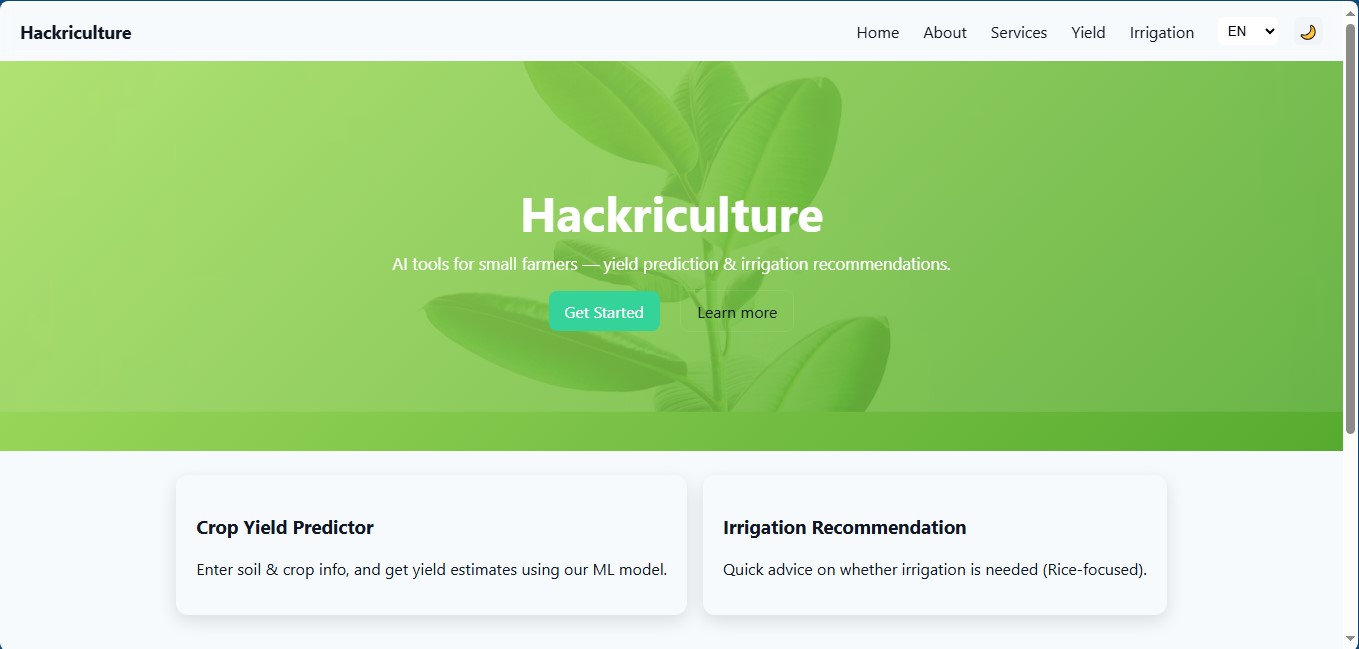 Hackriculture
Home About Services Yield Irrigation EN
Hackriculture
AI tools for small farmers — yield prediction & irrigation recommendations.
Get Started Learn more
Crop Yield Predictor
Enter soil & crop info, and get yield estimates using our ML model.
Irrigation Recommendation
Quick advice on whether irrigation is needed (Rice-focused).